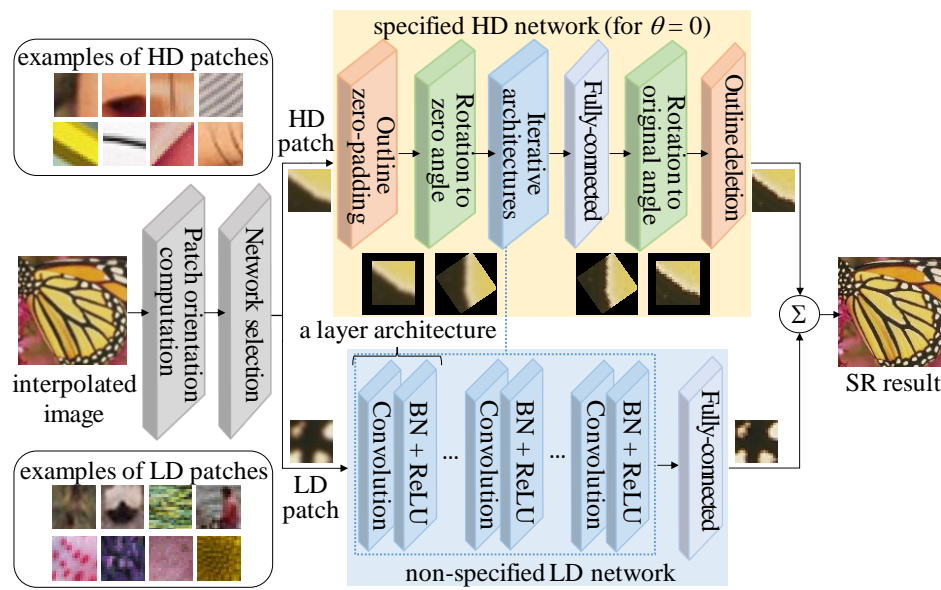 specified HD network (for θ = 0)
examples of HD patches
HD
patch
Outline
zero-padding
Rotation to
zero angle
Iterative
architectures
Fully-connected
Rotation to
original angle
Outline deletion
Patch orientation
computation
Network selection
interpolated
image
a layer architecture
Σ
SR result
examples of LD patches
LD
patch
Convolution
BN + ReLU
...
Convolution
BN + ReLU
...
Convolution
BN + ReLU
Fully-connected
non-specified LD network